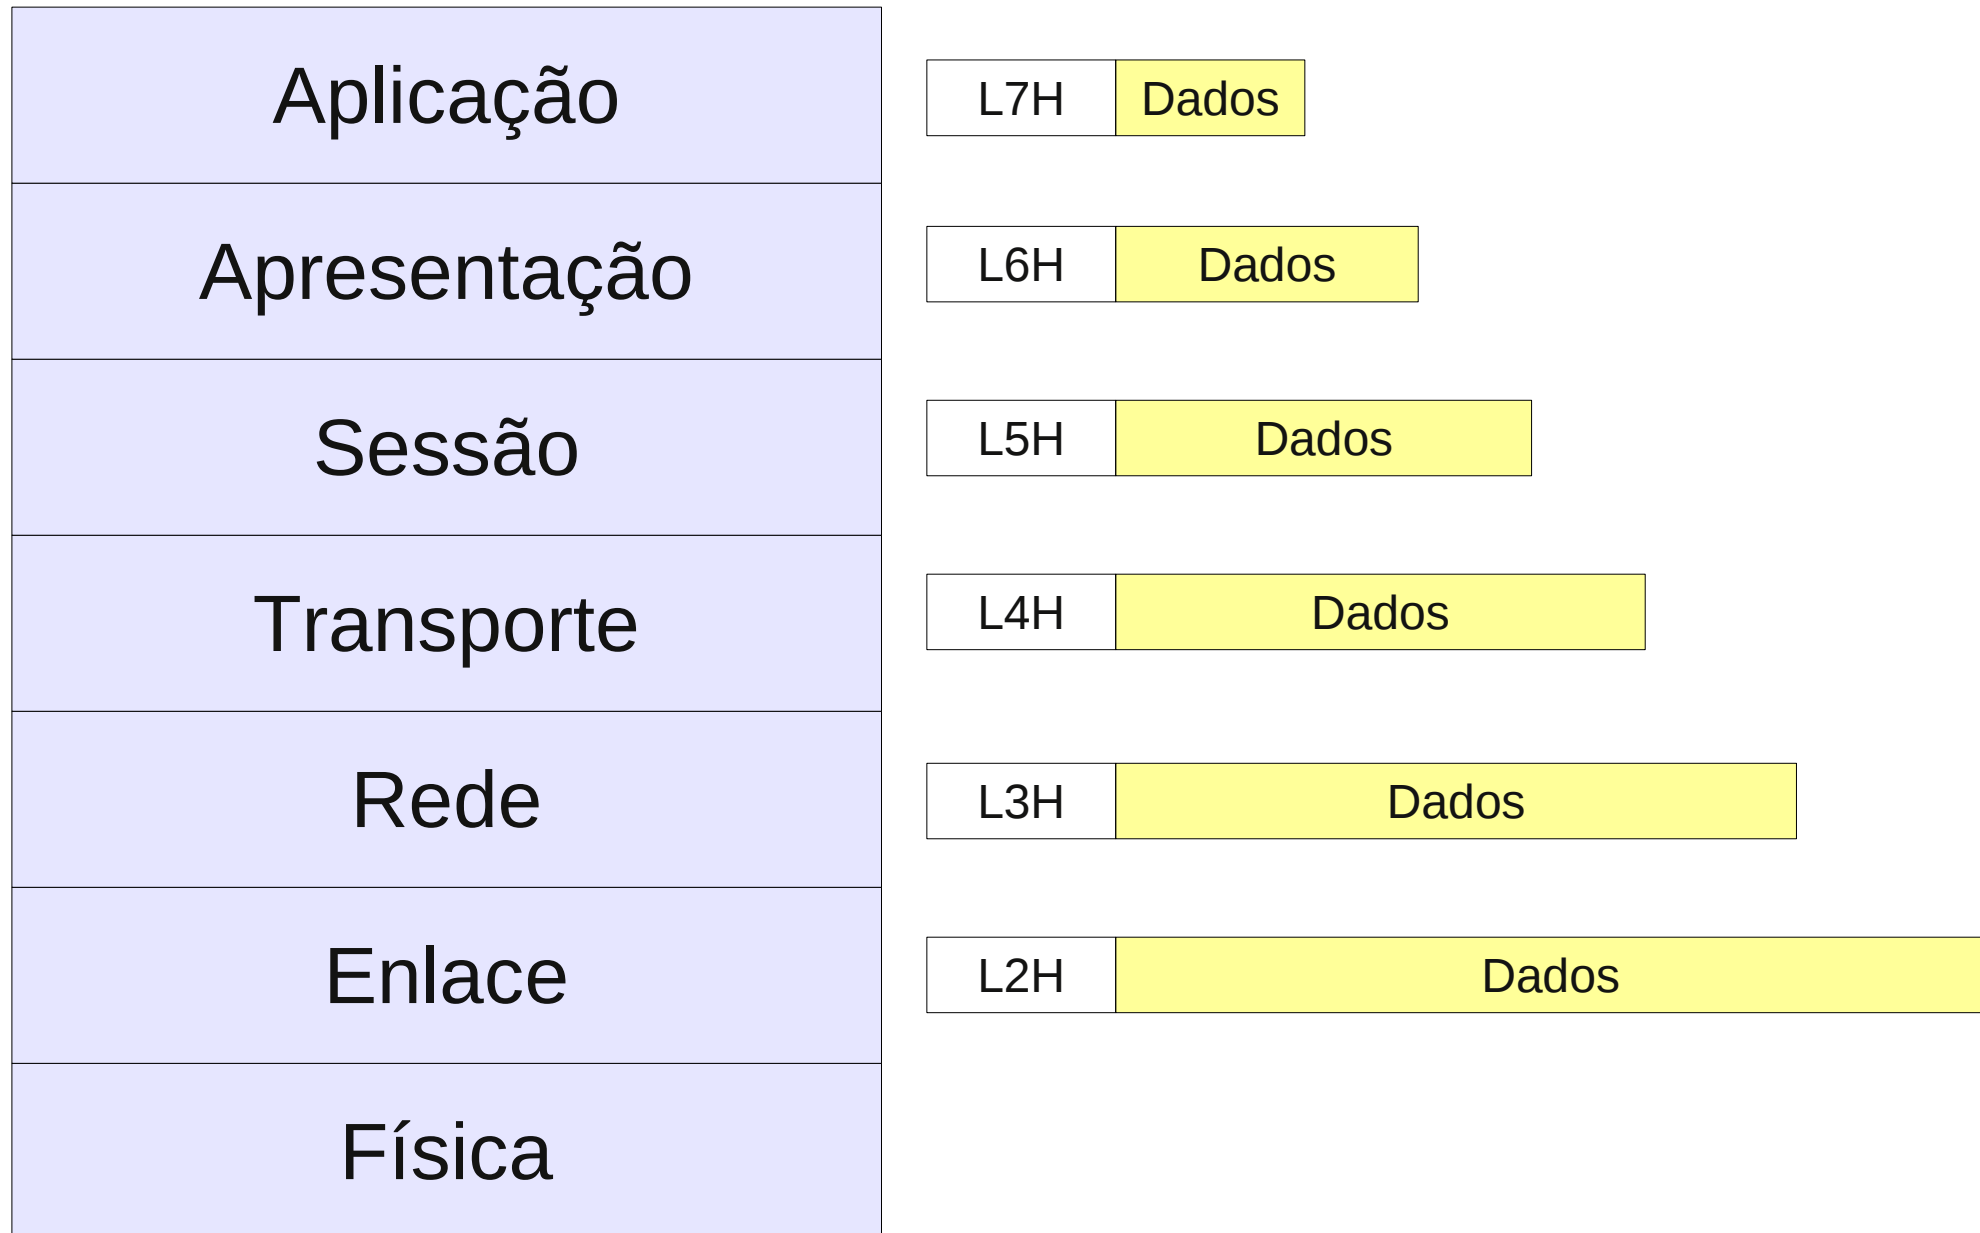 Aplicação
L7H Dados
Apresentação
L6H Dados
Sessão
L5H Dados
Transporte
L4H Dados
Rede
L3H Dados
Enlace
L2H Dados
Física